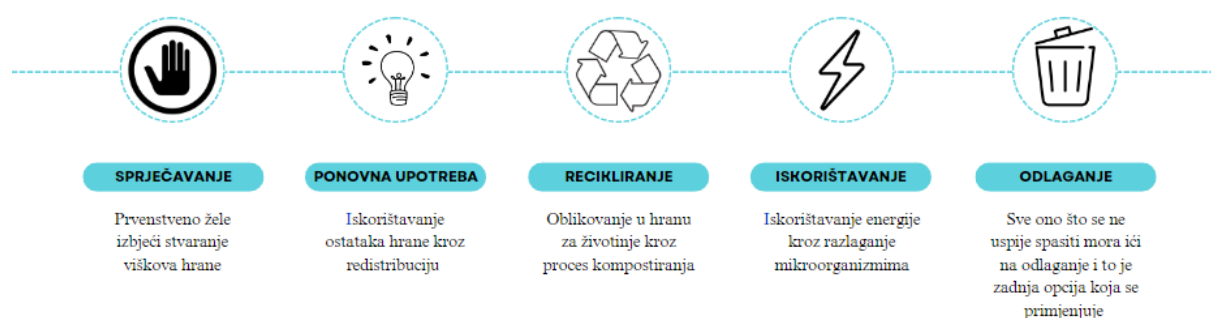 SPRJEČAVANJE
Prvenstveno žele
izbjeći stvaranje
viškova hrane
PONOVNA UPOTREBA
Iskorištavanje
ostataka hrane kroz
redistribuciju
RECIKLIRANJE
Oblikovanje u hranu
za životinje kroz
proces kompostiranja
ISKORIŠTAVANJE
Iskorištavanje energije
kroz razlaganje
mikroorganizmima
ODLAGANJE
Sve ono što se ne
uspije spasiti mora ići
na odlaganje i to je
zadnja opcija koja se
primjenjuje